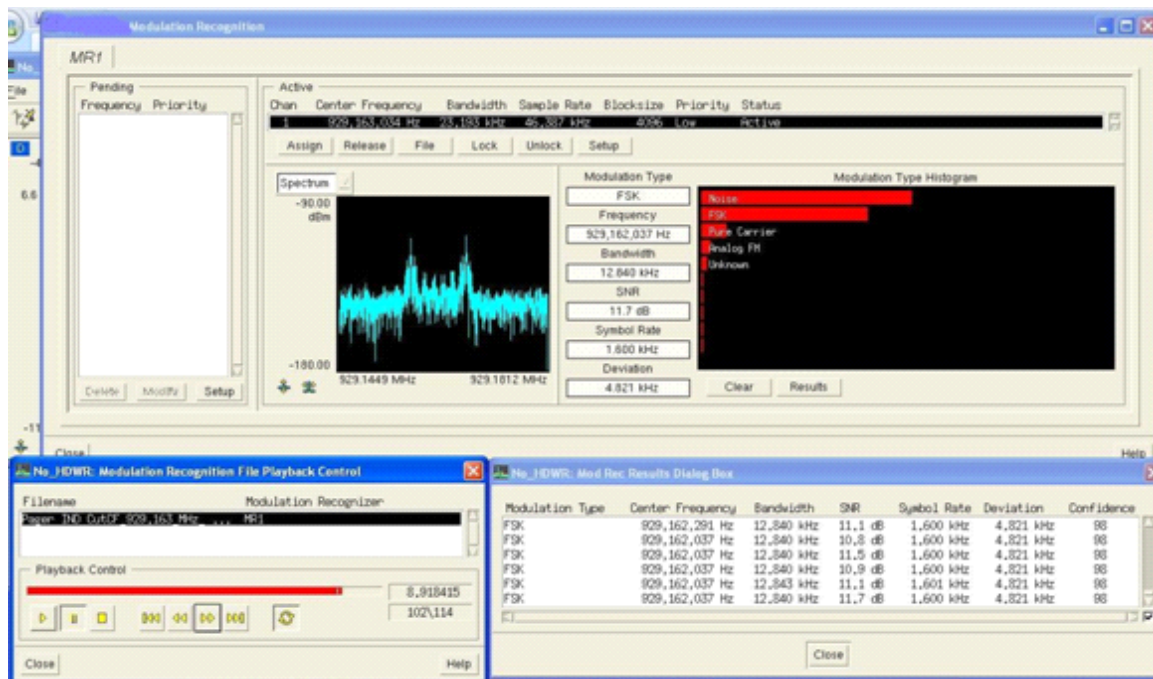 Modulation Recognition
No_
File
MR1
Pending
Frequency Priority
Active
Chan Center Frequency Bandwidth Sample Rate Blocksize Priority Status
1 929,163,034 Hz 23,193 kHz 46,387 kHz 4096 Low Active
Assign Release File Lock Unlock Setup
Spectrum
-90.00
dBm
-180.00
929.1449 MHz 929.1812 MHz
6.6
-11
Delete Modify Setup
Modulation Type
FSK
Frequency
929,162,037 Hz
Bandwidth
12.840 kHz
SNR
11.7 dB
Symbol Rate
1.600 kHz
Deviation
4.821 kHz
Modulation Type Histogram
Noise
FSK
Pure Carrier
Analog FM
Unknown
Clear Results
Close Help
No_HDWR: Modulation Recognition File Playback Control
Filename Modulation Recognizer
Pager IND CutCF 929,163 MHz ... MR1
Playback Control
8.918415
102\114
Close Help
No_HDWR: Mod Rec Results Dialog Box
Modulation Type Center Frequency Bandwidth SNR Symbol Rate Deviation Confidence
FSK 929,162,291 Hz 12,840 kHz 11.1 dB 1,600 kHz 4,821 kHz 98
FSK 929,162,037 Hz 12,840 kHz 10.8 dB 1,600 kHz 4,821 kHz 98
FSK 929,162,037 Hz 12,840 kHz 11.5 dB 1,600 kHz 4,821 kHz 98
FSK 929,162,037 Hz 12,840 kHz 10.9 dB 1,600 kHz 4,821 kHz 98
FSK 929,162,037 Hz 12,843 kHz 11.1 dB 1,601 kHz 4,821 kHz 98
FSK 929,162,037 Hz 12,840 kHz 11.7 dB 1,600 kHz 4,821 kHz 98
Close